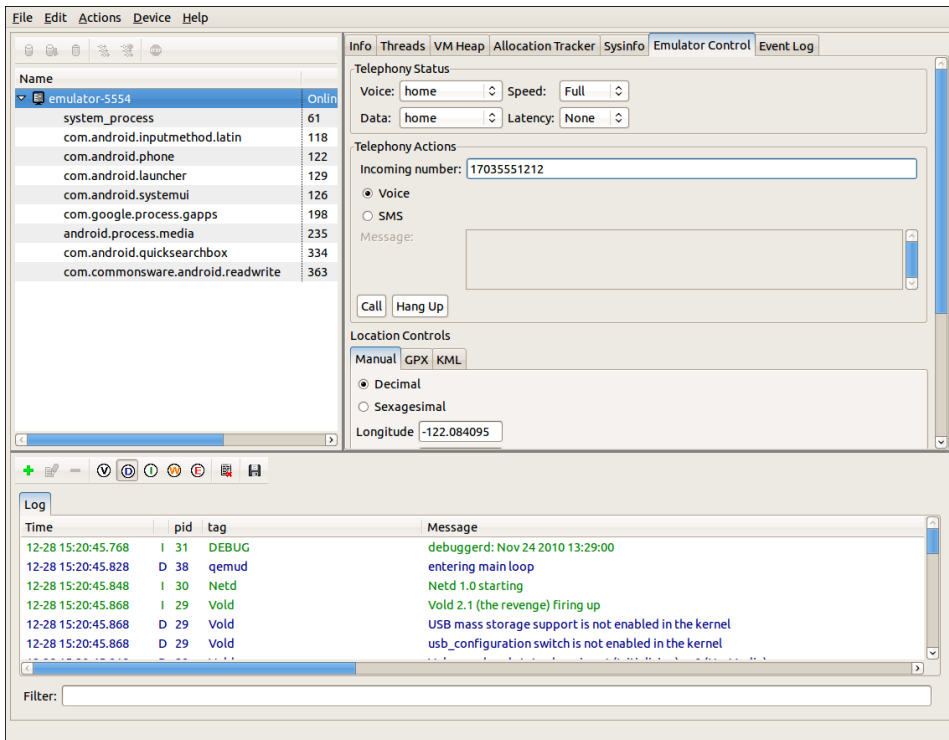 File Edit Actions Device Help
Info Threads VM Heap Allocation Tracker Sysinfo Emulator Control Event Log
Name
emulator-5554 Onlin
system_process 61
com.android.inputmethod.latin 118
com.android.phone 122
com.android.launcher 129
com.android.systemui 126
com.google.process.gapps 198
android.process.media 235
com.android.quicksearchbox 334
com.commonsware.android.readwrite 363
Telephony Status
Voice: home Speed: Full
Data: home Latency: None
Telephony Actions
Incoming number: 17035551212
Voice
SMS
Message:
Call Hang Up
Location Controls
Manual GPX KML
Decimal
Sexagesimal
Longitude -122.084095
V D I W E
Log
Time pid tag Message
12-28 15:20:45.768 I 31 DEBUG debuggerd: Nov 24 2010 13:29:00
12-28 15:20:45.828 D 38 qemud entering main loop
12-28 15:20:45.848 I 30 Netd Netd 1.0 starting
12-28 15:20:45.868 I 29 Vold Vold 2.1 (the revenge) firing up
12-28 15:20:45.868 D 29 Vold USB mass storage support is not enabled in the kernel
12-28 15:20:45.868 D 29 Vold usb_configuration switch is not enabled in the kernel
Filter: